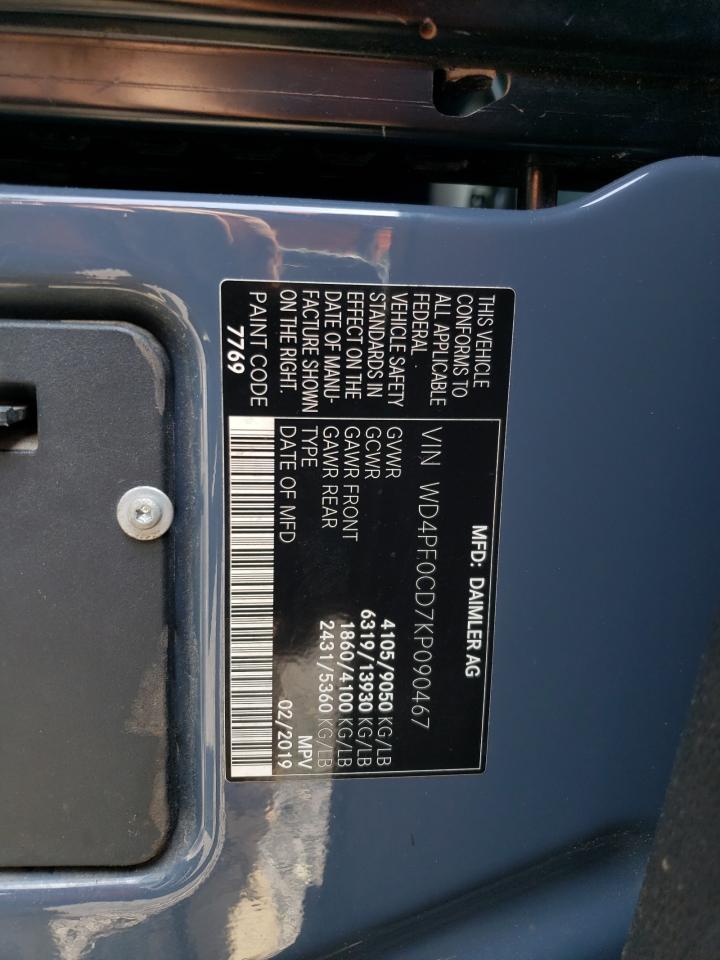 THIS VEHICLE
CONFORMS TO
ALL APPLICABLE
FEDERAL
VEHICLE SAFETY
STANDARDS IN
EFFECT ON THE
DATE OF MANU-
FACTURE SHOWN
ON THE RIGHT.
PAINT CODE
7769
MFD: DAIMLER AG
VIN WD4PF0CD7KP090467
GVWR 4105/9050 KG/LB
GCWR 6319/13930 KG/LB
GAWR FRONT 1860/4100 KG/LB
GAWR REAR 2431/5360 KG/LB
TYPE MPV
DATE OF MFD 02/2019